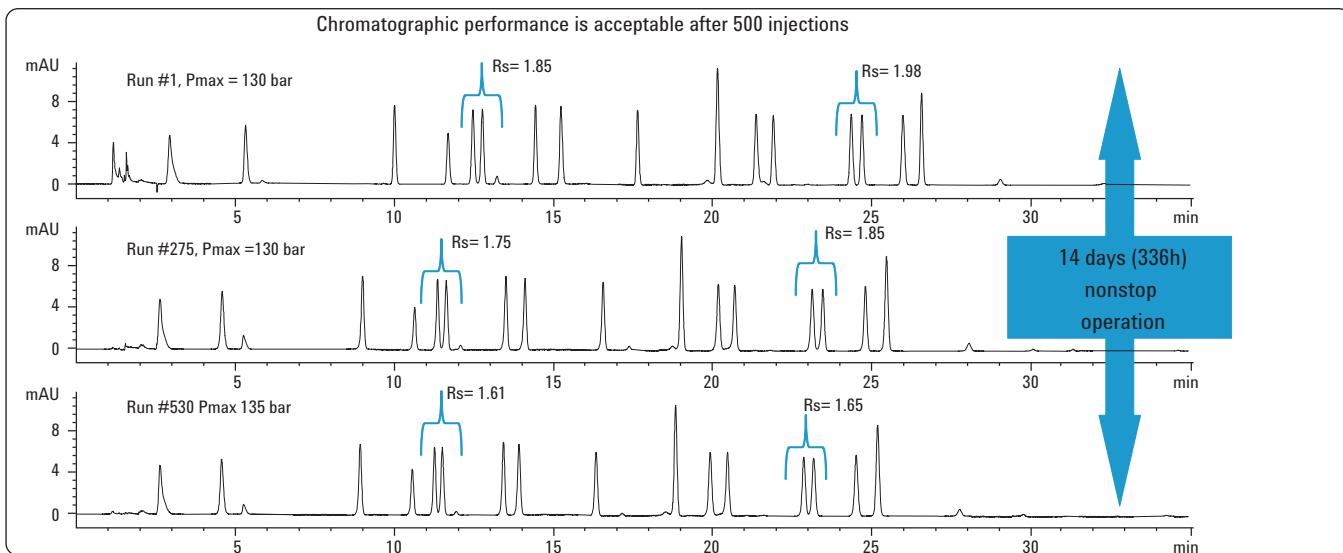 Chromatographic performance is acceptable after 500 injections
mAU
Run #1, Pmax = 130 bar
Rs= 1.85
Rs= 1.98
8
4
0
5 10 15 20 25 30 min
mAU
Run #275, Pmax =130 bar
Rs= 1.75
Rs= 1.85
8
4
0
5 10 15 20 25 30 min
mAU
Run #530 Pmax 135 bar
Rs= 1.61
Rs= 1.65
8
4
0
5 10 15 20 25 30 min
14 days (336h)
nonstop
operation